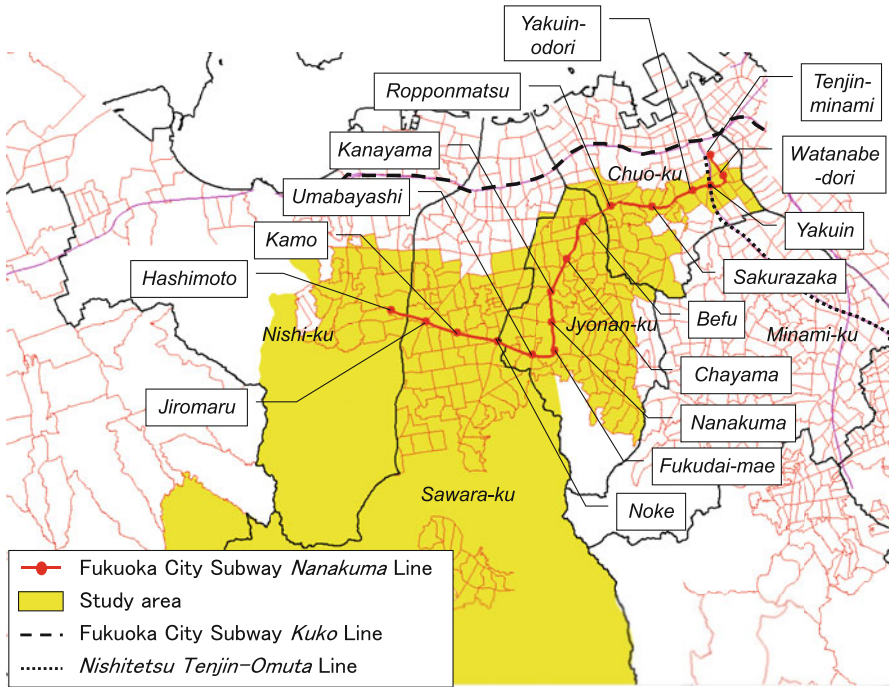 Yakuin-
odori
Ropponmatsu
Tenjin-
minami
Kanayama
Chuo-ku
Watanabe
-dori
Umabayashi
Kamo
Yakuin
Hashimoto
Sakurazaka
Nishi-ku
Jyonan-ku
Befu
Minami-ku
Chayama
Jiromaru
Nanakuma
Fukudai-mae
Sawara-ku
Noke
Fukuoka City Subway Nanakuma Line
Study area
Fukuoka City Subway Kuko Line
Nishitetsu Tenjin-Omuta Line